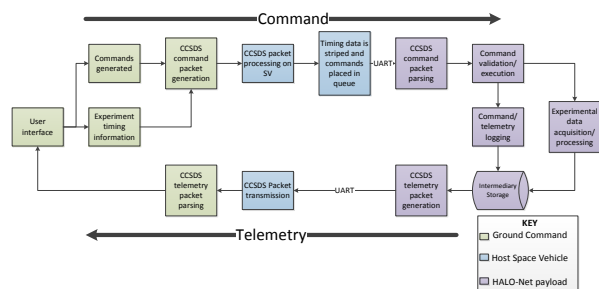 Command
Commands
generated
CCSDS
command
packet
generation
CCSDS packet
processing on
SV
Timing data is
striped and
commands
placed in
queue
UART
CCSDS
command
packet
parsing
Command
validation/
execution
User
interface
Experiment
timing
information
Command/
telemetry
logging
Experimental
data
acquisition/
processing
CCSDS
telemetry
packet
parsing
CCSDS Packet
transmission
UART
CCSDS
telemetry
packet
generation
Intermediary
Storage
Telemetry
KEY
Ground Command
Host Space Vehicle
HALO-Net payload